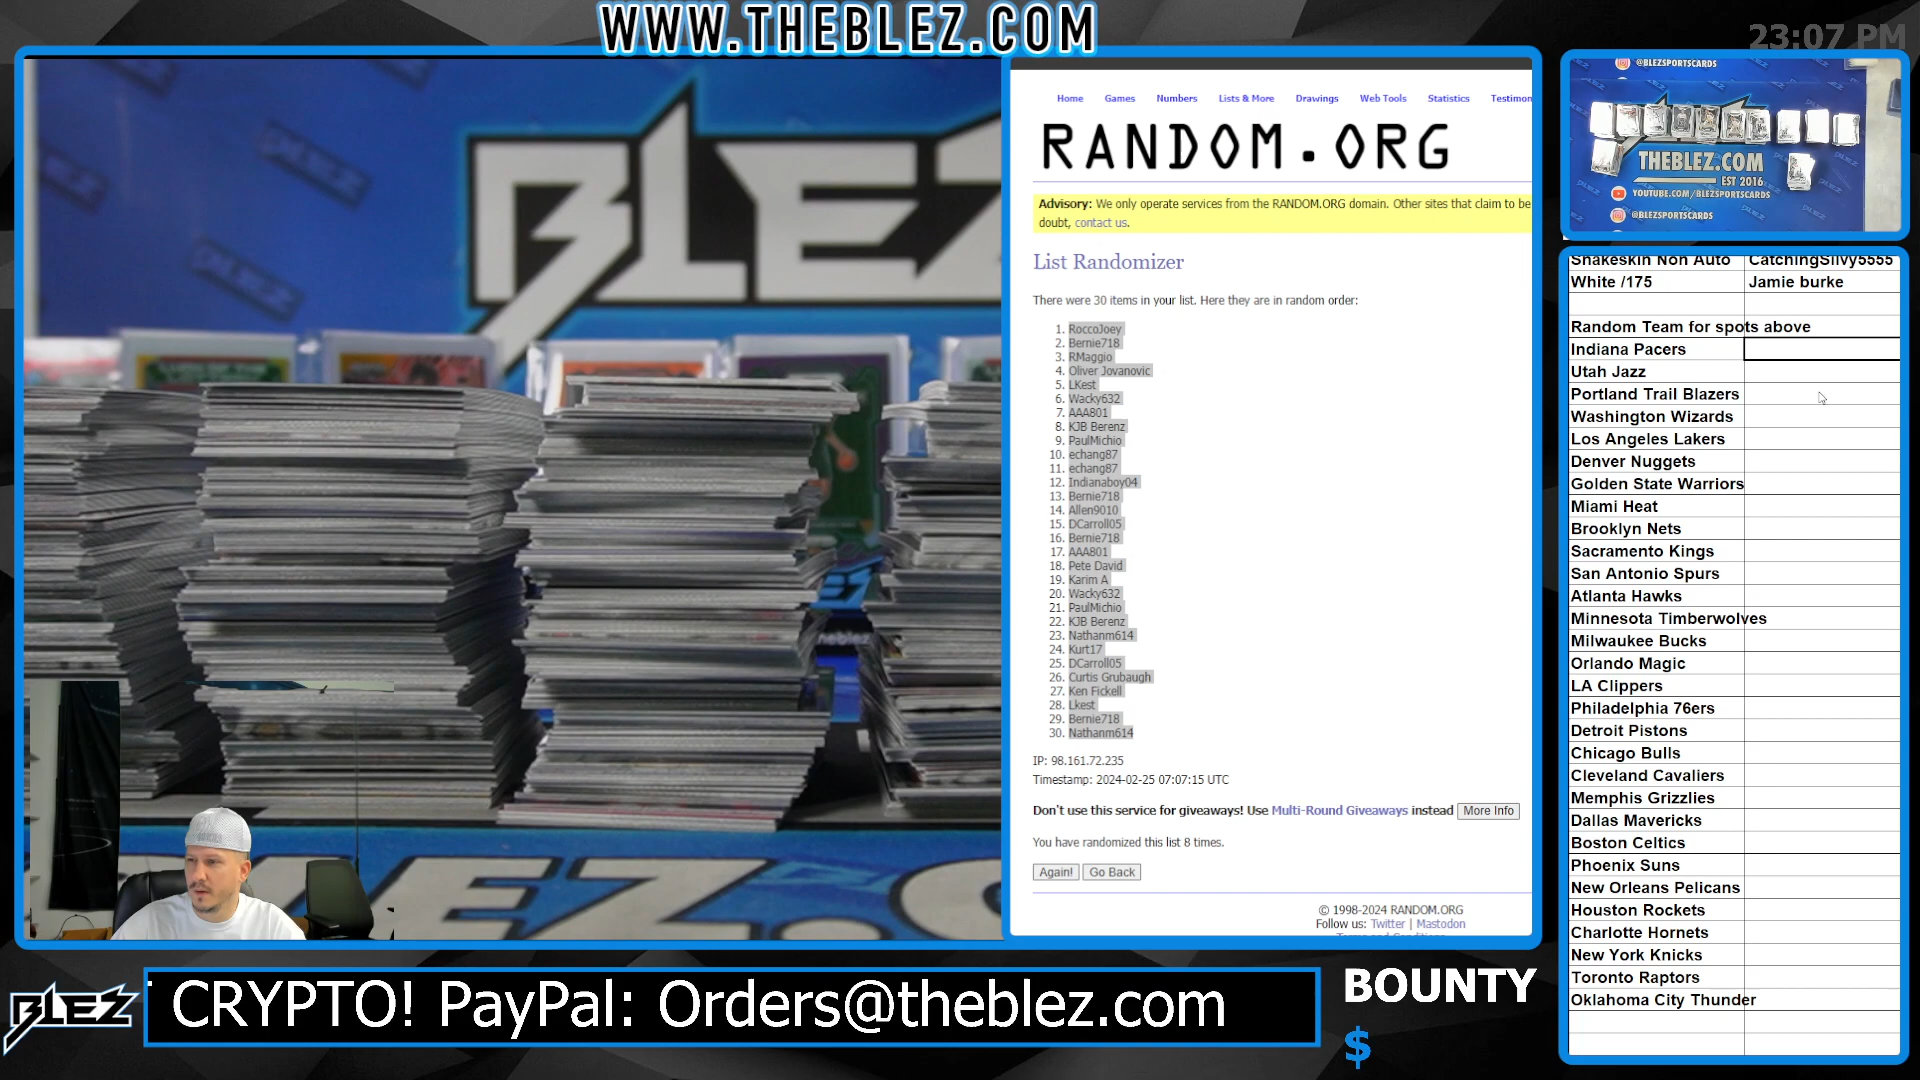 WWW.THEBLEZ.COM
23:07 PM
BLEZ
Home Games Numbers Lists & More Drawings Web Tools Statistics Testimon
RANDOM.ORG
Advisory: We only operate services from the RANDOM.ORG domain. Other sites that claim to be
doubt, contact us.
List Randomizer
There were 30 items in your list. Here they are in random order:
1. RoccoJoey
2. Bernie718
3. RMaggio
4. Oliver Jovanovic
5. LKest
6. Wacky632
7. AAA801
8. KJB Berenz
9. PaulMichio
10. echang87
11. echang87
12. Indianaboy04
13. Bernie718
14. Allen9010
15. DCarroll05
16. Bernie718
17. AAA801
18. Pete David
19. Karim A
20. Wacky632
21. PaulMichio
22. KJB Berenz
23. Nathanm614
24. Kurt17
25. DCarroll05
26. Curtis Grubaugh
27. Ken Fickell
28. Lkest
29. Bernie718
30. Nathanm614
IP: 98.161.72.235
Timestamp: 2024-02-25 07:07:15 UTC
Don't use this service for giveaways! Use Multi-Round Giveaways instead More Info
You have randomized this list 8 times.
Again! Go Back
© 1998-2024 RANDOM.ORG
Follow us: Twitter | Mastodon
@BLEZSPORTSCARDS
THEBLEZ.COM
EST 2016
YOUTUBE.COM/BLEZSPORTSCARDS
@BLEZSPORTSCARDS
Snakeskin Non Auto CatchingSilvy5555
White /175 Jamie burke
Random Team for spots above
Indiana Pacers
Utah Jazz
Portland Trail Blazers
Washington Wizards
Los Angeles Lakers
Denver Nuggets
Golden State Warriors
Miami Heat
Brooklyn Nets
Sacramento Kings
San Antonio Spurs
Atlanta Hawks
Minnesota Timberwolves
Milwaukee Bucks
Orlando Magic
LA Clippers
Philadelphia 76ers
Detroit Pistons
Chicago Bulls
Cleveland Cavaliers
Memphis Grizzlies
Dallas Mavericks
Boston Celtics
Phoenix Suns
New Orleans Pelicans
Houston Rockets
Charlotte Hornets
New York Knicks
Toronto Raptors
Oklahoma City Thunder
BLEZ
CRYPTO! PayPal: Orders@theblez.com
BOUNTY
$